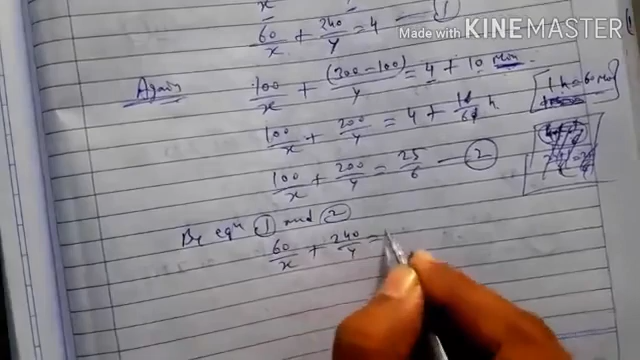 Made with KINEMASTER
x
60/x + 240/y = 4 — ①
Again 100/x + (300-100)/y = 4 + 10 Min.
1h = 60 Min
100/x + 200/y = 4 + 10/60 h
100/x + 200/y = 25/6 — ②
By eqn ① and ②
60/x + 240/y =